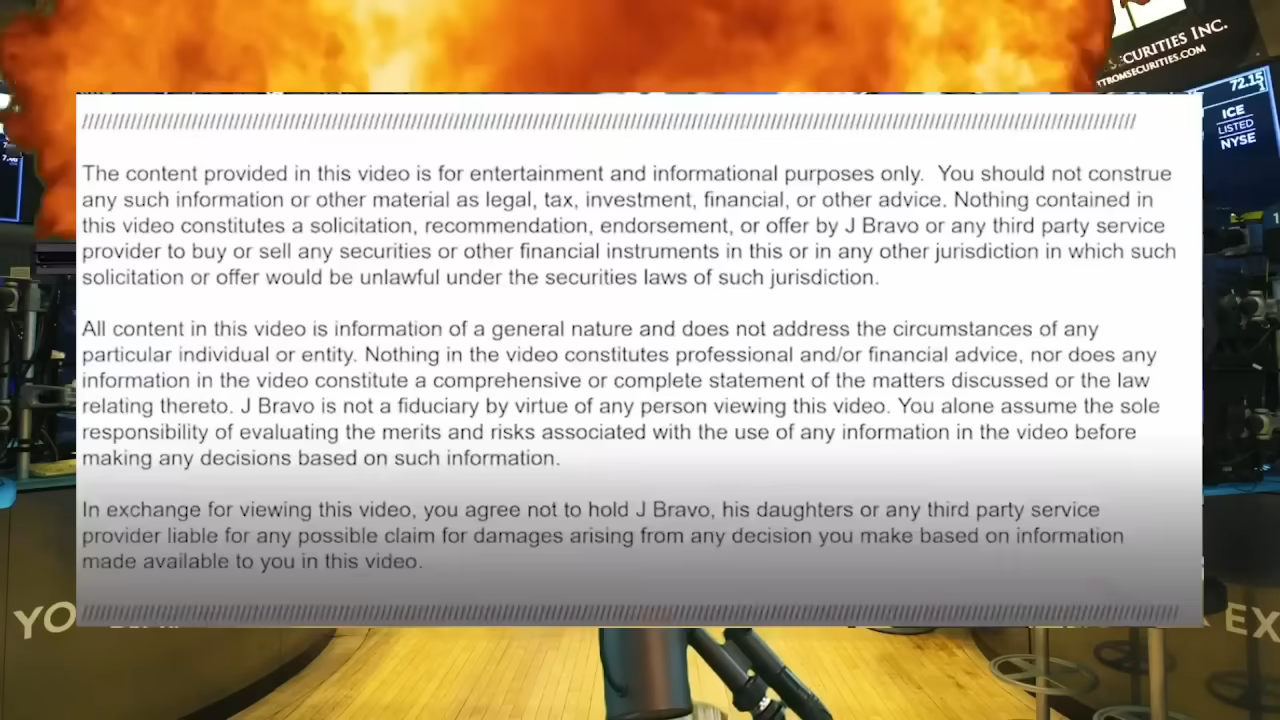 CURITIES INC.
TTROMSECURITIES.COM
72.15
ICE
LISTED
NYSE
////////////////////////////////////////////////////////////////////////////////////////////////////////////////////////////////////////////////////////
The content provided in this video is for entertainment and informational purposes only.  You should not construe
any such information or other material as legal, tax, investment, financial, or other advice. Nothing contained in
this video constitutes a solicitation, recommendation, endorsement, or offer by J Bravo or any third party service
provider to buy or sell any securities or other financial instruments in this or in any other jurisdiction in which such
solicitation or offer would be unlawful under the securities laws of such jurisdiction.
All content in this video is information of a general nature and does not address the circumstances of any
particular individual or entity. Nothing in the video constitutes professional and/or financial advice, nor does any
information in the video constitute a comprehensive or complete statement of the matters discussed or the law
relating thereto. J Bravo is not a fiduciary by virtue of any person viewing this video. You alone assume the sole
responsibility of evaluating the merits and risks associated with the use of any information in the video before
making any decisions based on such information.
In exchange for viewing this video, you agree not to hold J Bravo, his daughters or any third party service
provider liable for any possible claim for damages arising from any decision you make based on information
made available to you in this video.
////////////////////////////////////////////////////////////////////////////////////////////////////////////////////////////////////////////////////////
YO
EX